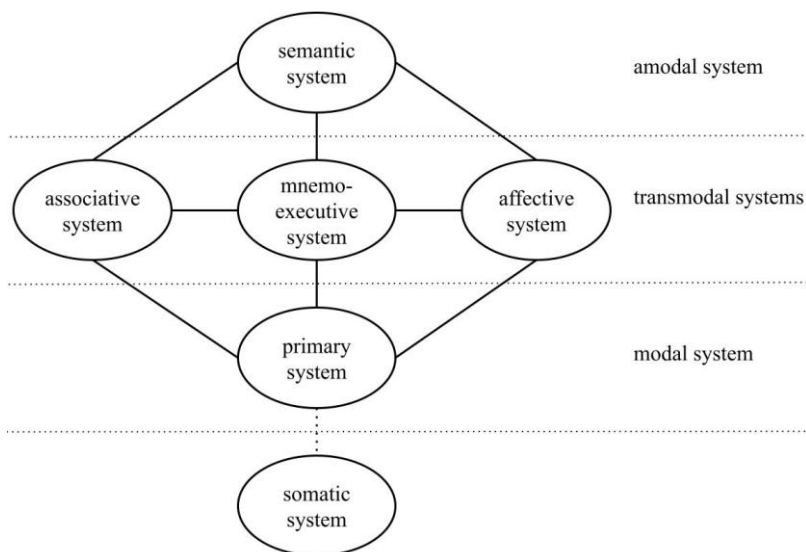 semantic
system
amodal system
associative
system
mnemo-
executive
system
affective
system
transmodal systems
primary
system
modal system
somatic
system